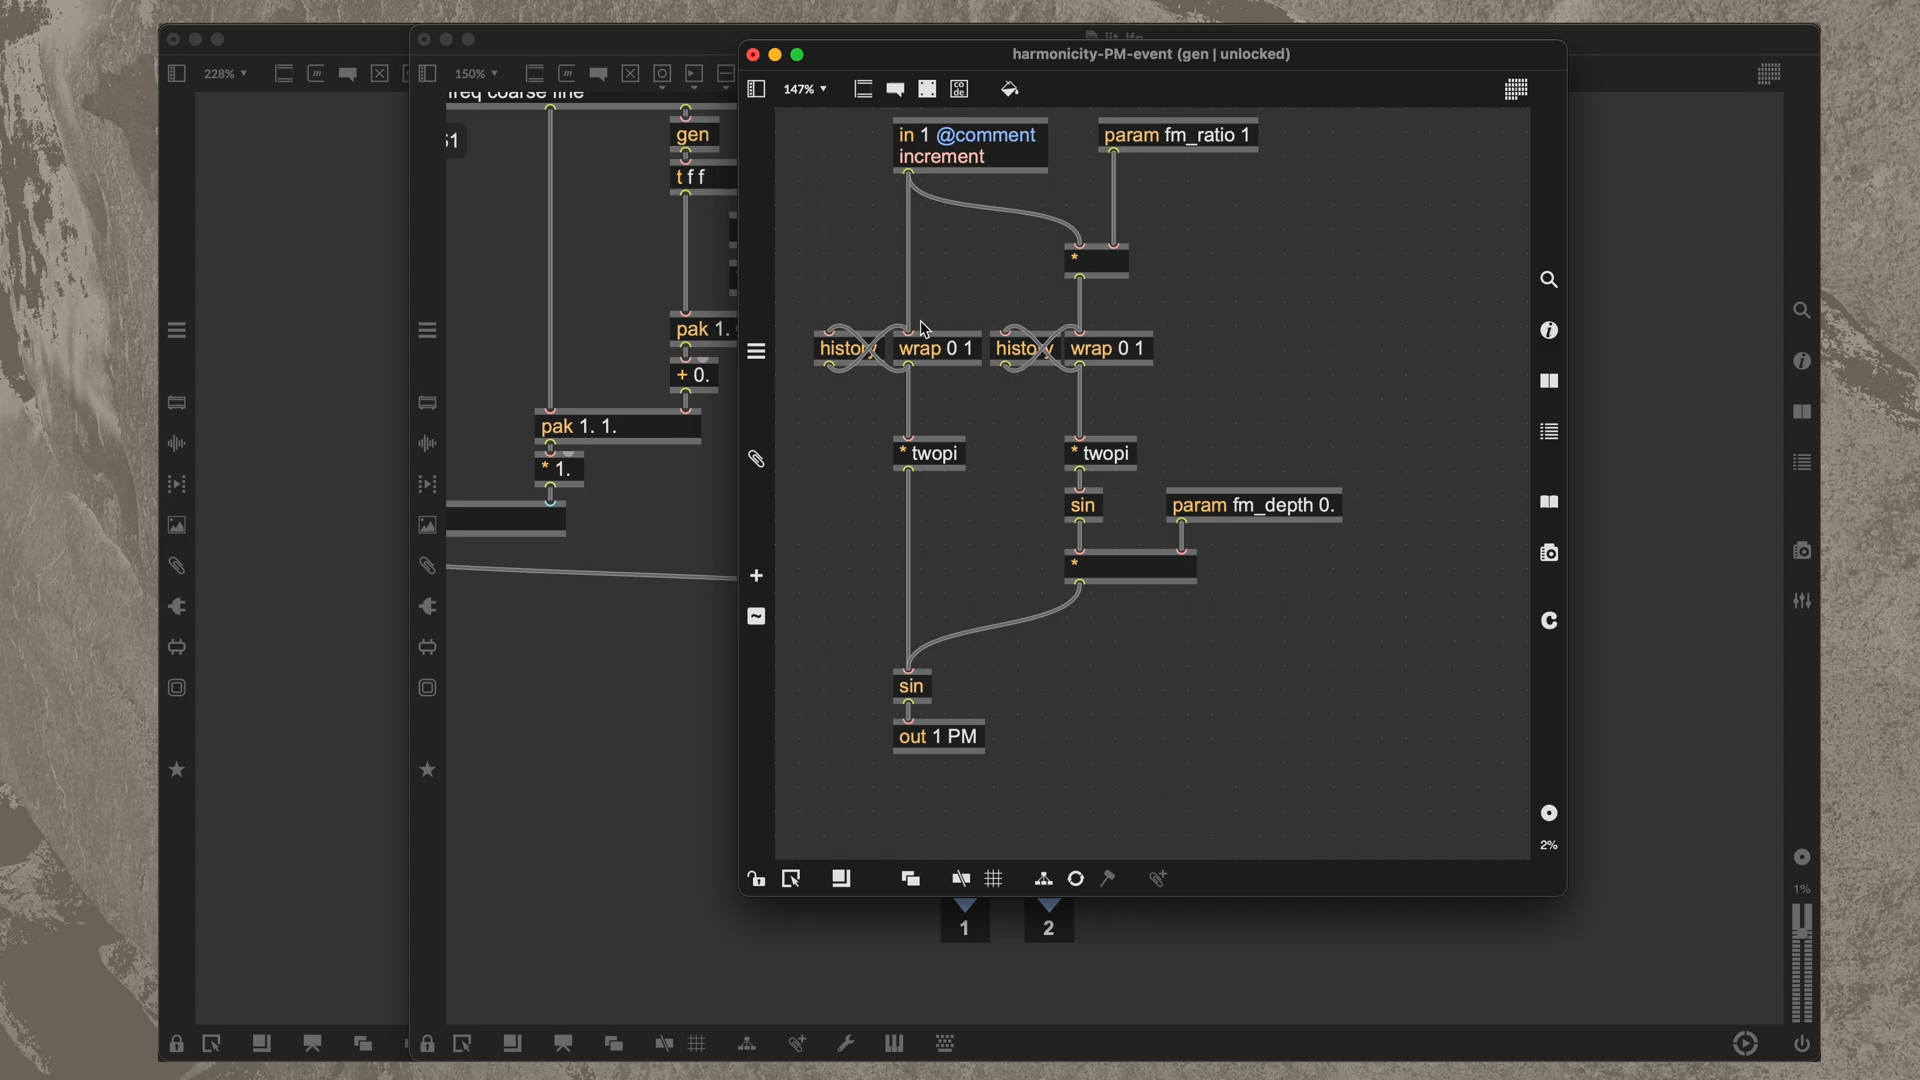 harmonicity-PM-event (gen | unlocked)
228%
150%
147%
in 1 @comment
increment
param fm_ratio 1
*
history
wrap 0 1
history
wrap 0 1
* twopi
* twopi
sin
param fm_depth 0.
*
sin
out 1 PM
2%
freq coarse line
gen
t f f
pak 1.
+ 0.
pak 1. 1.
* 1.
1
2
1%